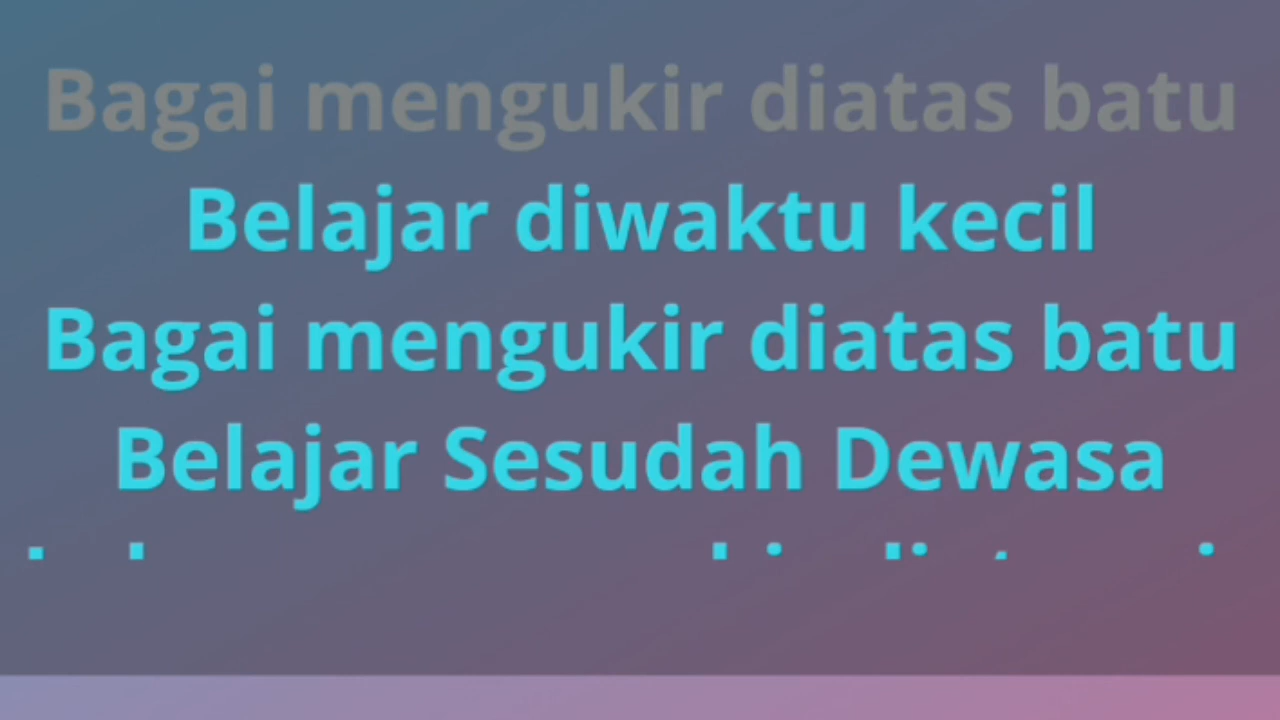 Bagai mengukir diatas batu
Belajar diwaktu kecil
Bagai mengukir diatas batu
Belajar Sesudah Dewasa